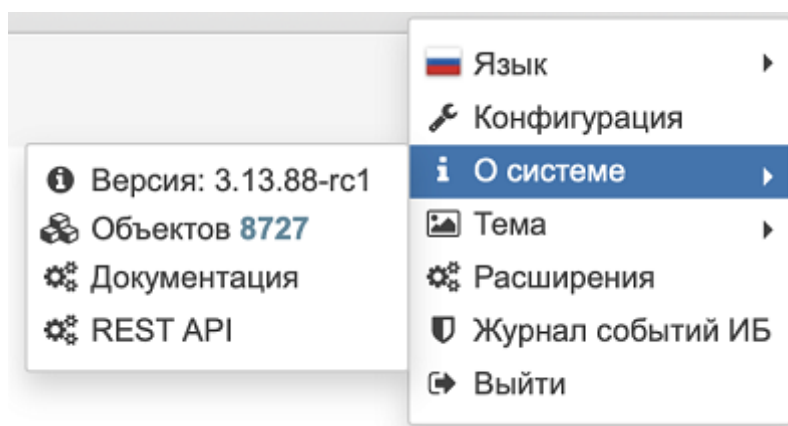 Язык
Конфигурация
О системе
Версия: 3.13.88-rc1
Объектов 8727
Документация
REST API
Тема
Расширения
Журнал событий ИБ
Выйти